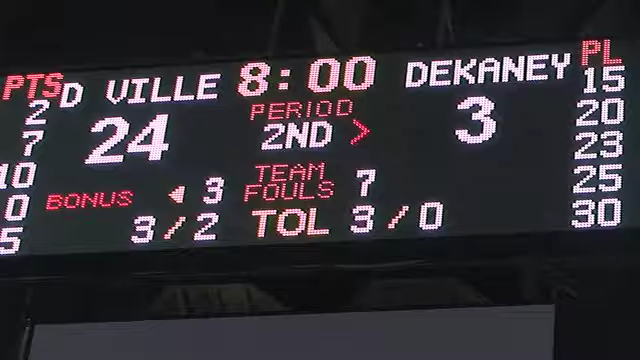 PTS D VILLE 8:00 DEKANEY PL
2 PERIOD 15
7 24 2ND > 3 20
10 TEAM 23
0 BONUS ◀ 3 FOULS 7 25
5 3/2 TOL 3/0 30